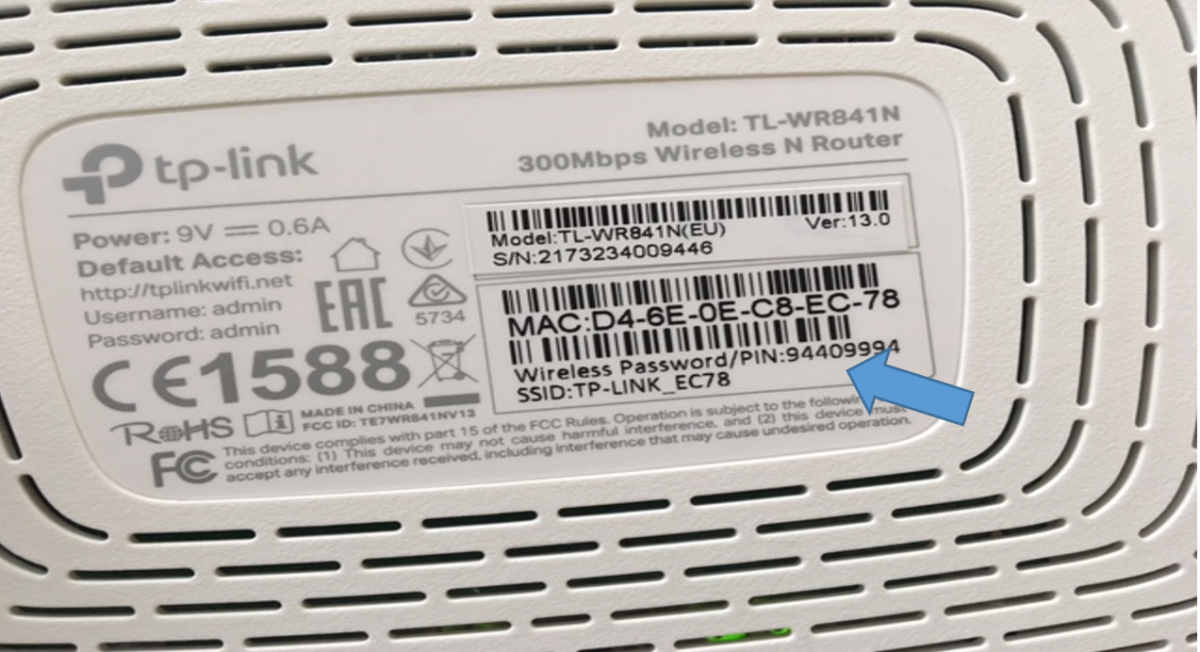 tp-link
Model: TL-WR841N
300Mbps Wireless N Router
Power: 9V ⎓ 0.6A
Default Access:
http://tplinkwifi.net
Username: admin
Password: admin
EAC
5734
CE1588
RoHS
MADE IN CHINA
FCC ID: TE7WR841NV13
Model:TL-WR841N(EU)
Ver:13.0
S/N:2173234009446
MAC:D4-6E-0E-C8-EC-78
Wireless Password/PIN:94409994
SSID:TP-LINK_EC78
FC
This device complies with part 15 of the FCC Rules. Operation is subject to the following
conditions: (1) This device may not cause harmful interference, and (2) this device must
accept any interference received, including interference that may cause undesired operation.